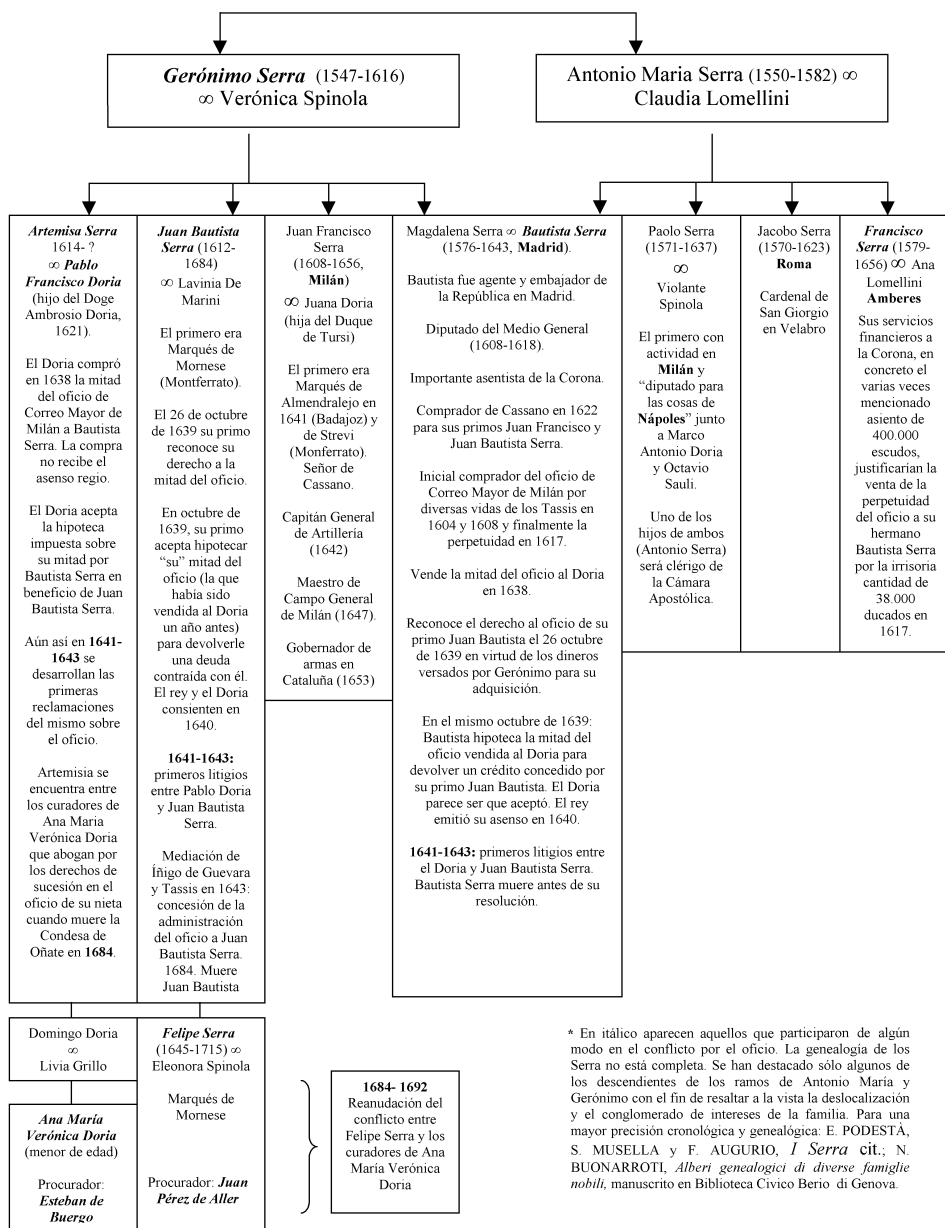 Gerónimo Serra (1547-1616)
∞ Verónica Spinola
Antonio Maria Serra (1550-1582) ∞
Claudia Lomellini
Artemisa Serra
1614- ?
∞ Pablo
Francisco Doria
(hijo del Doge
Ambrosio Doria,
1621).
El Doria compró
en 1638 la mitad
del oficio de
Correo Mayor de
Milán a Bautista
Serra. La compra
no recibe el
asenso regio.
El Doria acepta
la hipoteca
impuesta sobre
su mitad por
Bautista Serra en
beneficio de Juan
Bautista Serra.
Aún así en 1641-
1643 se
desarrollan las
primeras
reclamaciones
del mismo sobre
el oficio.
Artemisia se
encuentra entre
los curadores de
Ana Maria
Verónica Doria
que abogan por
los derechos de
sucesión en el
oficio de su nieta
cuando muere la
Condesa de
Oñate en 1684.
Juan Bautista
Serra (1612-
1684)
∞ Lavinia De
Marini
El primero era
Marqués de
Mornese
(Montferrato).
El 26 de octubre
de 1639 su primo
reconoce su
derecho a la
mitad del oficio.
En octubre de
1639, su primo
acepta hipotecar
“su” mitad del
oficio (la que
había sido
vendida al Doria
un año antes)
para devolverle
una deuda
contraída con él.
El rey y el Doria
consienten en
1640.
1641-1643:
primeros litigios
entre Pablo Doria
y Juan Bautista
Serra.
Mediación de
Íñigo de Guevara
y Tassis en 1643:
concesión de la
administración
del oficio a Juan
Bautista Serra.
1684. Muere
Juan Bautista
Juan Francisco
Serra
(1608-1656,
Milán)
∞ Juana Doria
(hija del Duque
de Tursi)
El primero era
Marqués de
Almendralejo en
1641 (Badajoz) y
de Strevi
(Monferrato).
Señor de
Cassano.
Capitán General
de Artillería
(1642)
Maestro de
Campo General
de Milán (1647).
Gobernador de
armas en
Cataluña (1653)
Magdalena Serra ∞ Bautista Serra
(1576-1643, Madrid).
Bautista fue agente y embajador de
la República en Madrid.
Diputado del Medio General
(1608-1618).
Importante asentista de la Corona.
Comprador de Cassano en 1622
para sus primos Juan Francisco y
Juan Bautista Serra.
Inicial comprador del oficio de
Correo Mayor de Milán por
diversas vidas de los Tassis en
1604 y 1608 y finalmente la
perpetuidad en 1617.
Vende la mitad del oficio al Doria
en 1638.
Reconoce el derecho al oficio de su
primo Juan Bautista el 26 octubre
de 1639 en virtud de los dineros
versados por Gerónimo para su
adquisición.
En el mismo octubre de 1639:
Bautista hipoteca la mitad del
oficio vendida al Doria para
devolver un crédito concedido por
su primo Juan Bautista. El Doria
parece ser que aceptó. El rey
emitió su asenso en 1640.
1641-1643: primeros litigios entre
el Doria y Juan Bautista Serra.
Bautista Serra muere antes de su
resolución.
Paolo Serra
(1571-1637)
∞
Violante
Spinola
El primero con
actividad en
Milán y
“diputado para
las cosas de
Nápoles” junto
a Marco
Antonio Doria
y Octavio
Sauli.
Uno de los
hijos de ambos
(Antonio Serra)
será clérigo de
la Cámara
Apostólica.
Jacobo Serra
(1570-1623)
Roma
Cardenal de
San Giorgio
en Velabro
Francisco
Serra (1579-
1656) ∞ Ana
Lomellini
Amberes
Sus servicios
financieros a
la Corona, en
concreto el
varias veces
mencionado
asiento de
400.000
escudos,
justificarían la
venta de la
perpetuidad
del oficio a su
hermano
Bautista Serra
por la irrisoria
cantidad de
38.000
ducados en
1617.
Domingo Doria
∞
Livia Grillo
Ana María
Verónica Doria
(menor de edad)
Procurador:
Esteban de
Buergo
Felipe Serra
(1645-1715) ∞
Eleonora Spinola
Marqués de
Mornese
Procurador: Juan
Pérez de Aller
1684- 1692
Reanudación del
conflicto entre
Felipe Serra y los
curadores de Ana
María Verónica
Doria
* En itálico aparecen aquellos que participaron de algún
modo en el conflicto por el oficio. La genealogía de los
Serra no está completa. Se han destacado sólo algunos de
los descendientes de los ramos de Antonio María y
Gerónimo con el fin de resaltar a la vista la deslocalización
y el conglomerado de intereses de la familia. Para una
mayor precisión cronológica y genealógica: E. PODESTÀ,
S. MUSELLA y F. AUGURIO, I Serra cit.; N.
BUONARROTI, Alberi genealogici di diverse famiglie
nobili, manuscrito en Biblioteca Civico Berio di Genova.